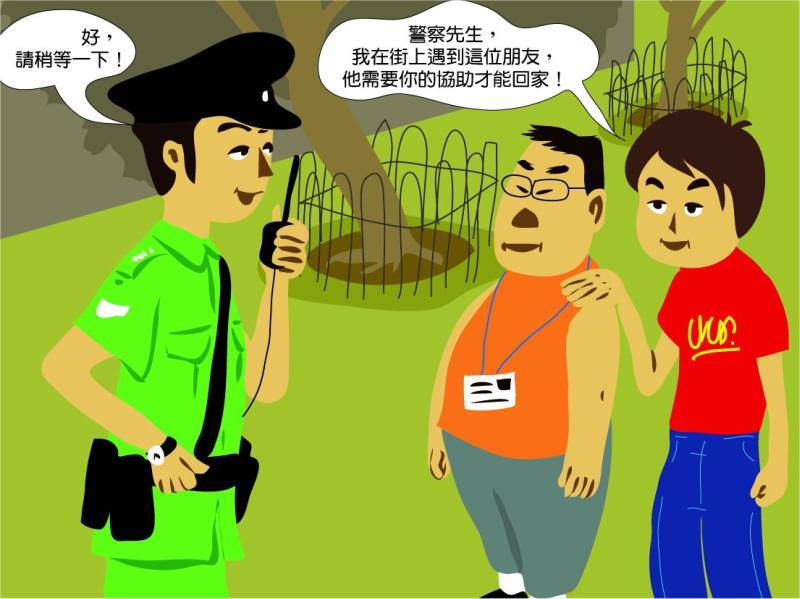 好，
請稍等一下！
警察先生，
我在街上遇到這位朋友，
他需要你的協助才能回家！